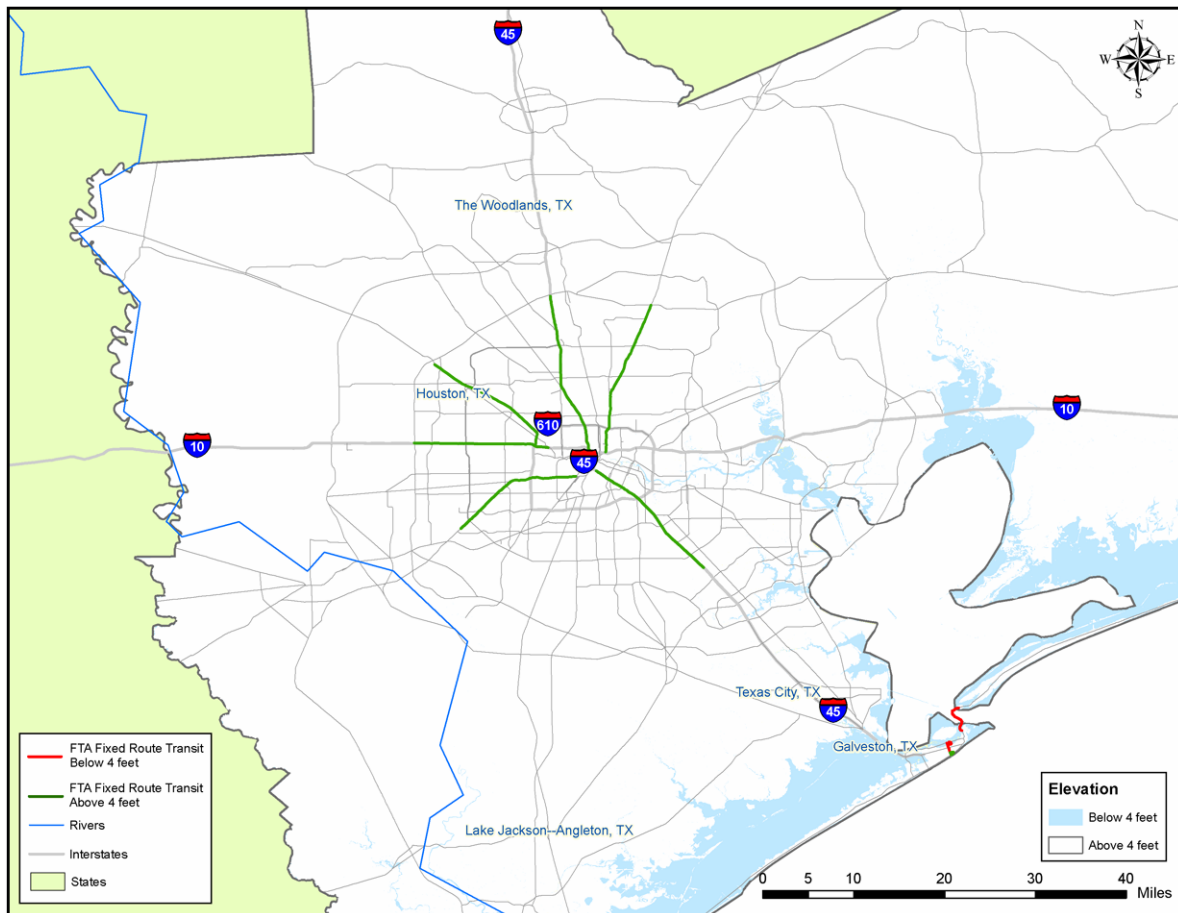 45
N
W E
S
The Woodlands, TX
Houston, TX
610
10
10
45
Texas City, TX
45
Galveston, TX
Lake Jackson--Angleton, TX
FTA Fixed Route Transit
Below 4 feet
FTA Fixed Route Transit
Above 4 feet
Rivers
Interstates
States
Elevation
Below 4 feet
Above 4 feet
0 5 10 20 30 40
Miles